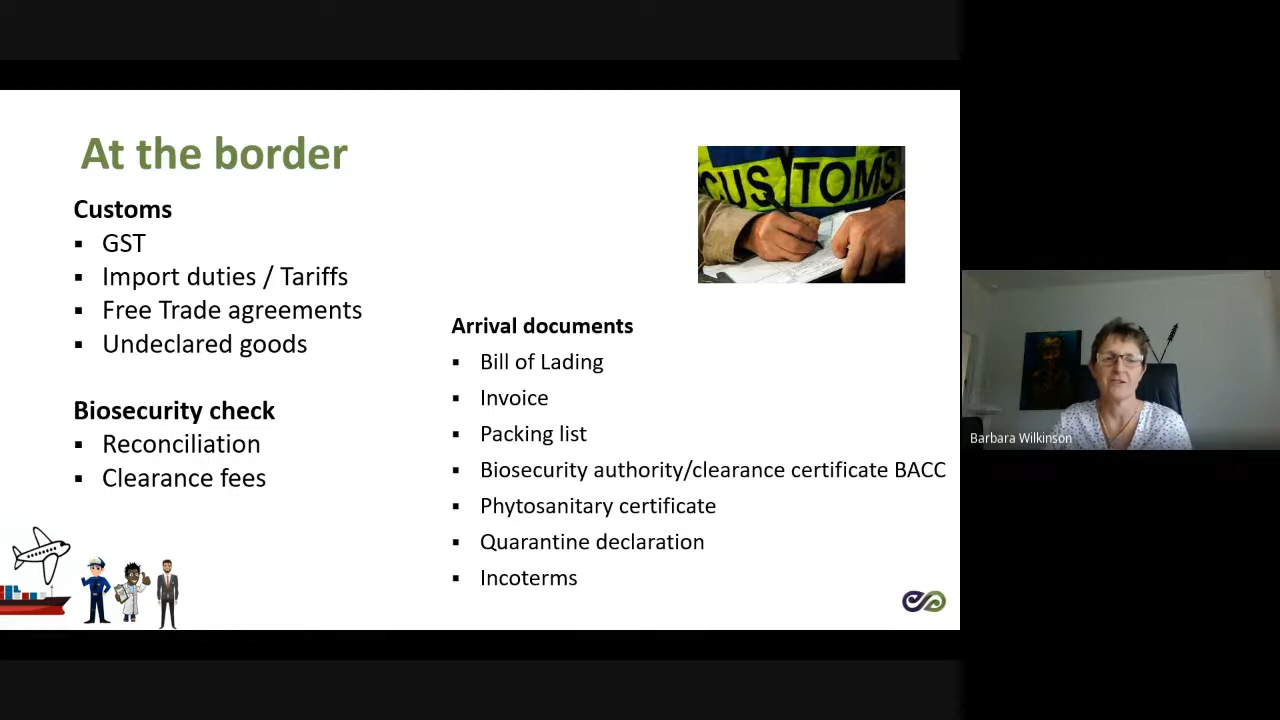 At the border
Customs
▪ GST
▪ Import duties / Tariffs
▪ Free Trade agreements
▪ Undeclared goods
Biosecurity check
▪ Reconciliation
▪ Clearance fees
CUSTOMS
Arrival documents
▪ Bill of Lading
▪ Invoice
▪ Packing list
▪ Biosecurity authority/clearance certificate BACC
▪ Phytosanitary certificate
▪ Quarantine declaration
▪ Incoterms
Barbara Wilkinson